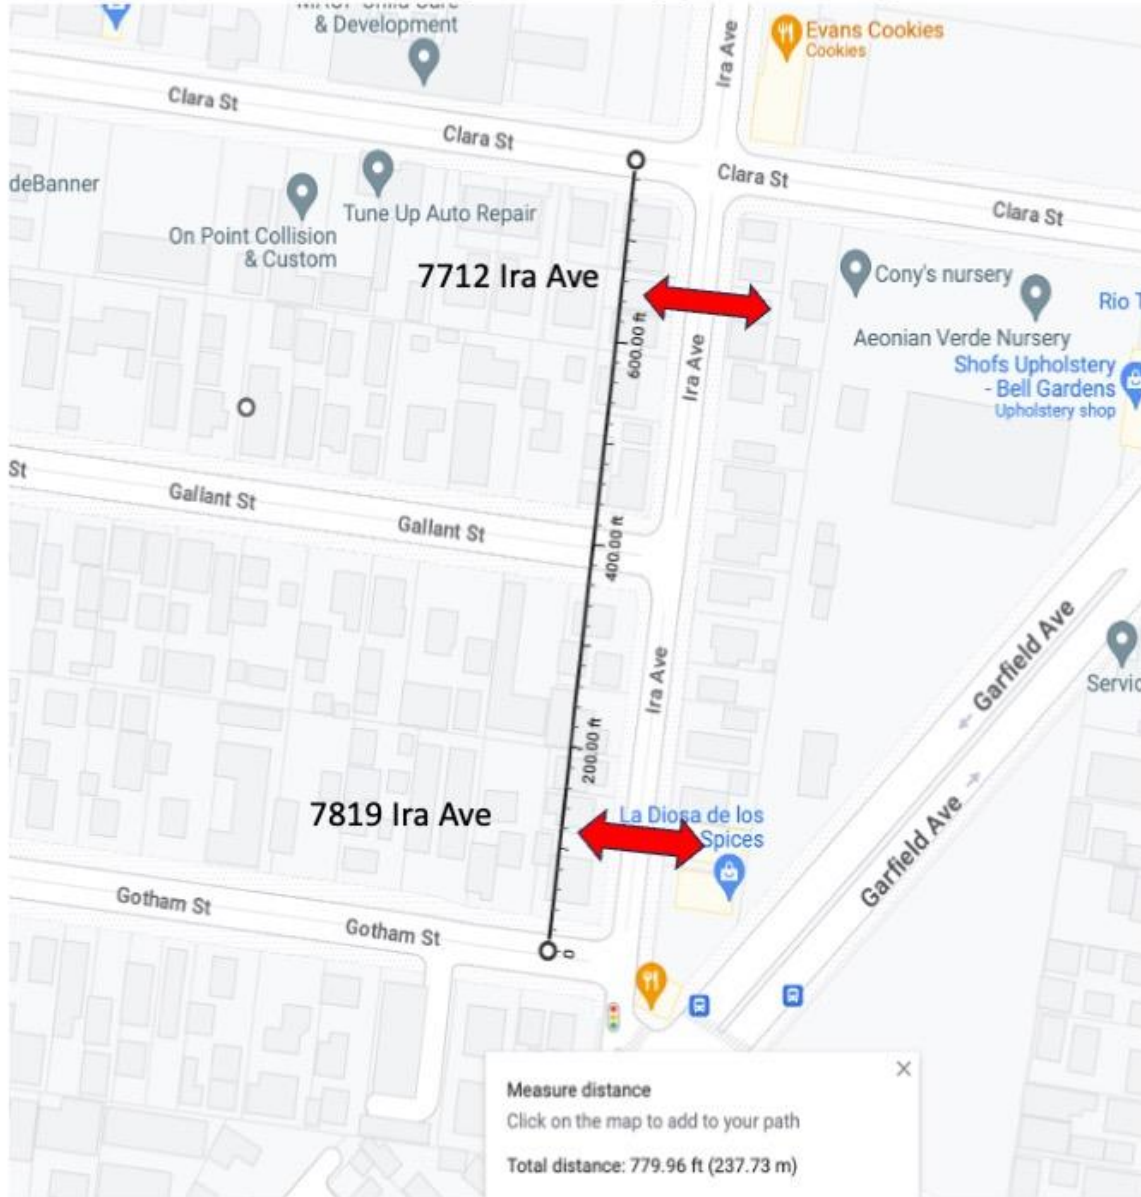 & Development
Ira Ave
Evans Cookies
Cookies
Clara St
Clara St
Clara St
Clara St
deBanner
Tune Up Auto Repair
On Point Collision
& Custom
7712 Ira Ave
Cony's nursery
Rio
Aeonian Verde Nursery
600.00 ft
Ira Ave
Shofs Upholstery
- Bell Gardens
Upholstery shop
St
Gallant St
Gallant St
400.00 ft
Garfield Ave
Ira Ave
Servic
200.00 ft
7819 Ira Ave
La Diosa de los
Spices
Garfield Ave
Gotham St
Gotham St
0
Measure distance
Click on the map to add to your path
Total distance: 779.96 ft (237.73 m)